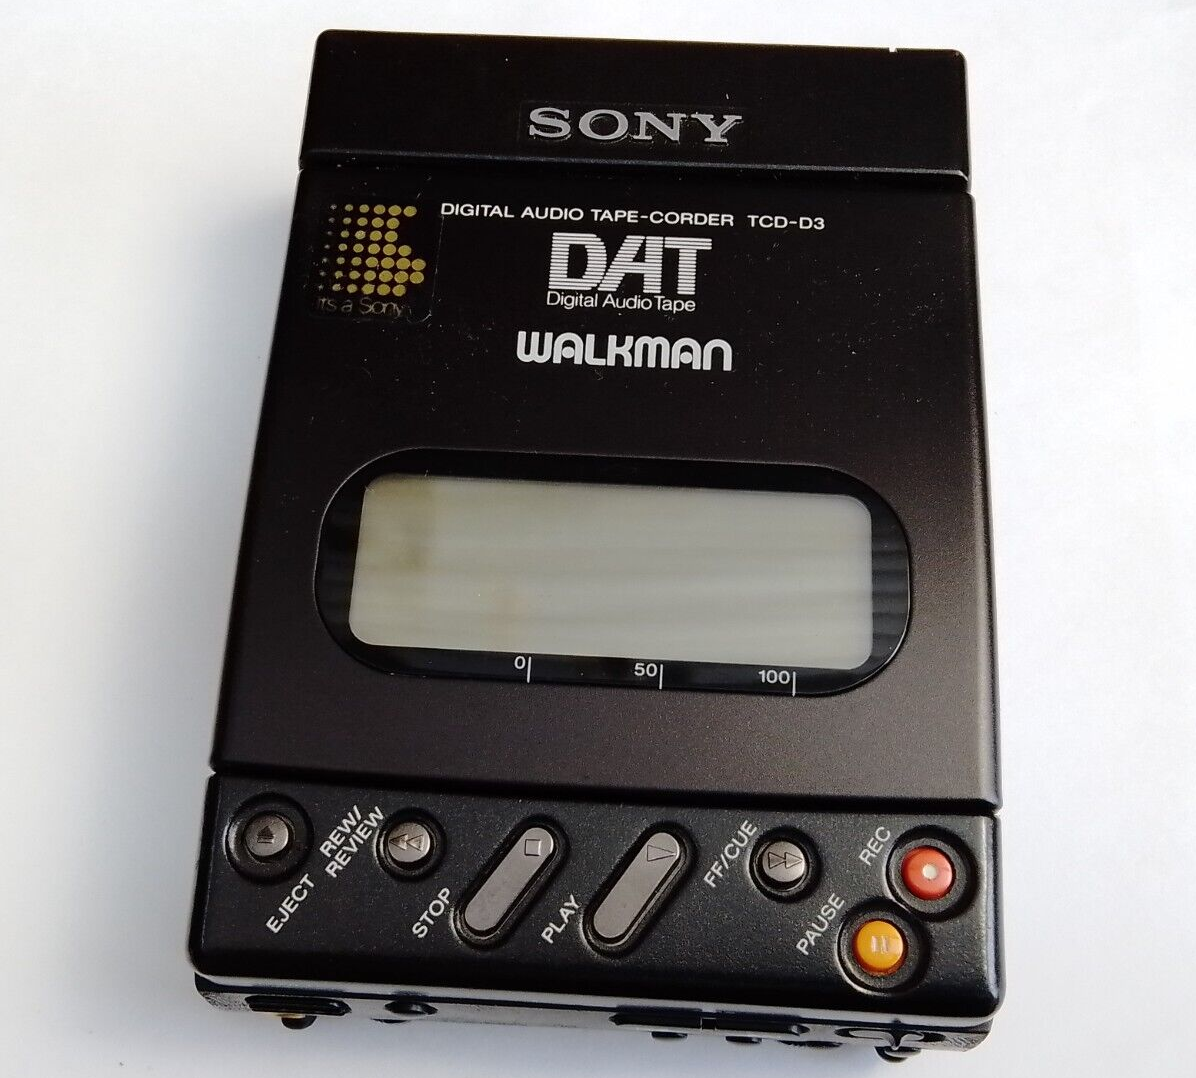 SONY
DIGITAL AUDIO TAPE-CORDER TCD-D3
DAT
Digital Audio Tape
It's a Sony
WALKMAN
0 50 100
EJECT
REW/
REVIEW
STOP
PLAY
FF/CUE
PAUSE
REC